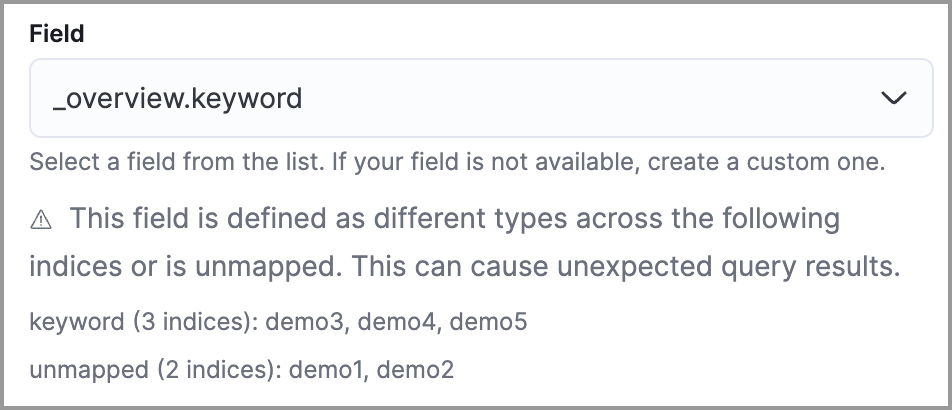 Field
_overview.keyword
Select a field from the list. If your field is not available, create a custom one.
⚠ This field is defined as different types across the following
indices or is unmapped. This can cause unexpected query results.
keyword (3 indices): demo3, demo4, demo5
unmapped (2 indices): demo1, demo2